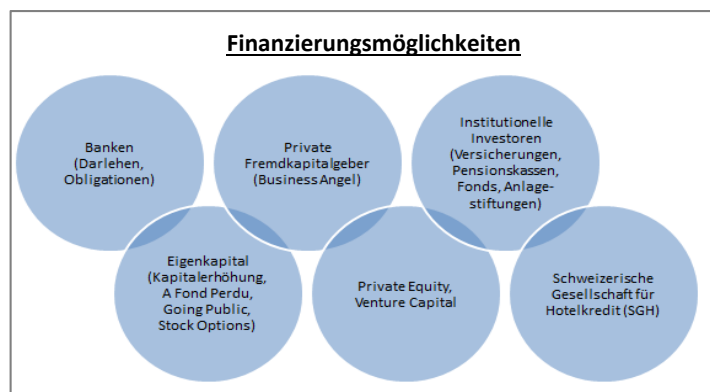 Finanzierungsmöglichkeiten
Banken
(Darlehen,
Obligationen)
Private
Fremdkapitalgeber
(Business Angel)
Institutionelle
Investoren
(Versicherungen,
Pensionskassen,
Fonds, Anlage-
stiftungen)
Eigenkapital
(Kapitalerhöhung,
A Fond Perdu,
Going Public,
Stock Options)
Private Equity,
Venture Capital
Schweizerische
Gesellschaft für
Hotelkredit (SGH)